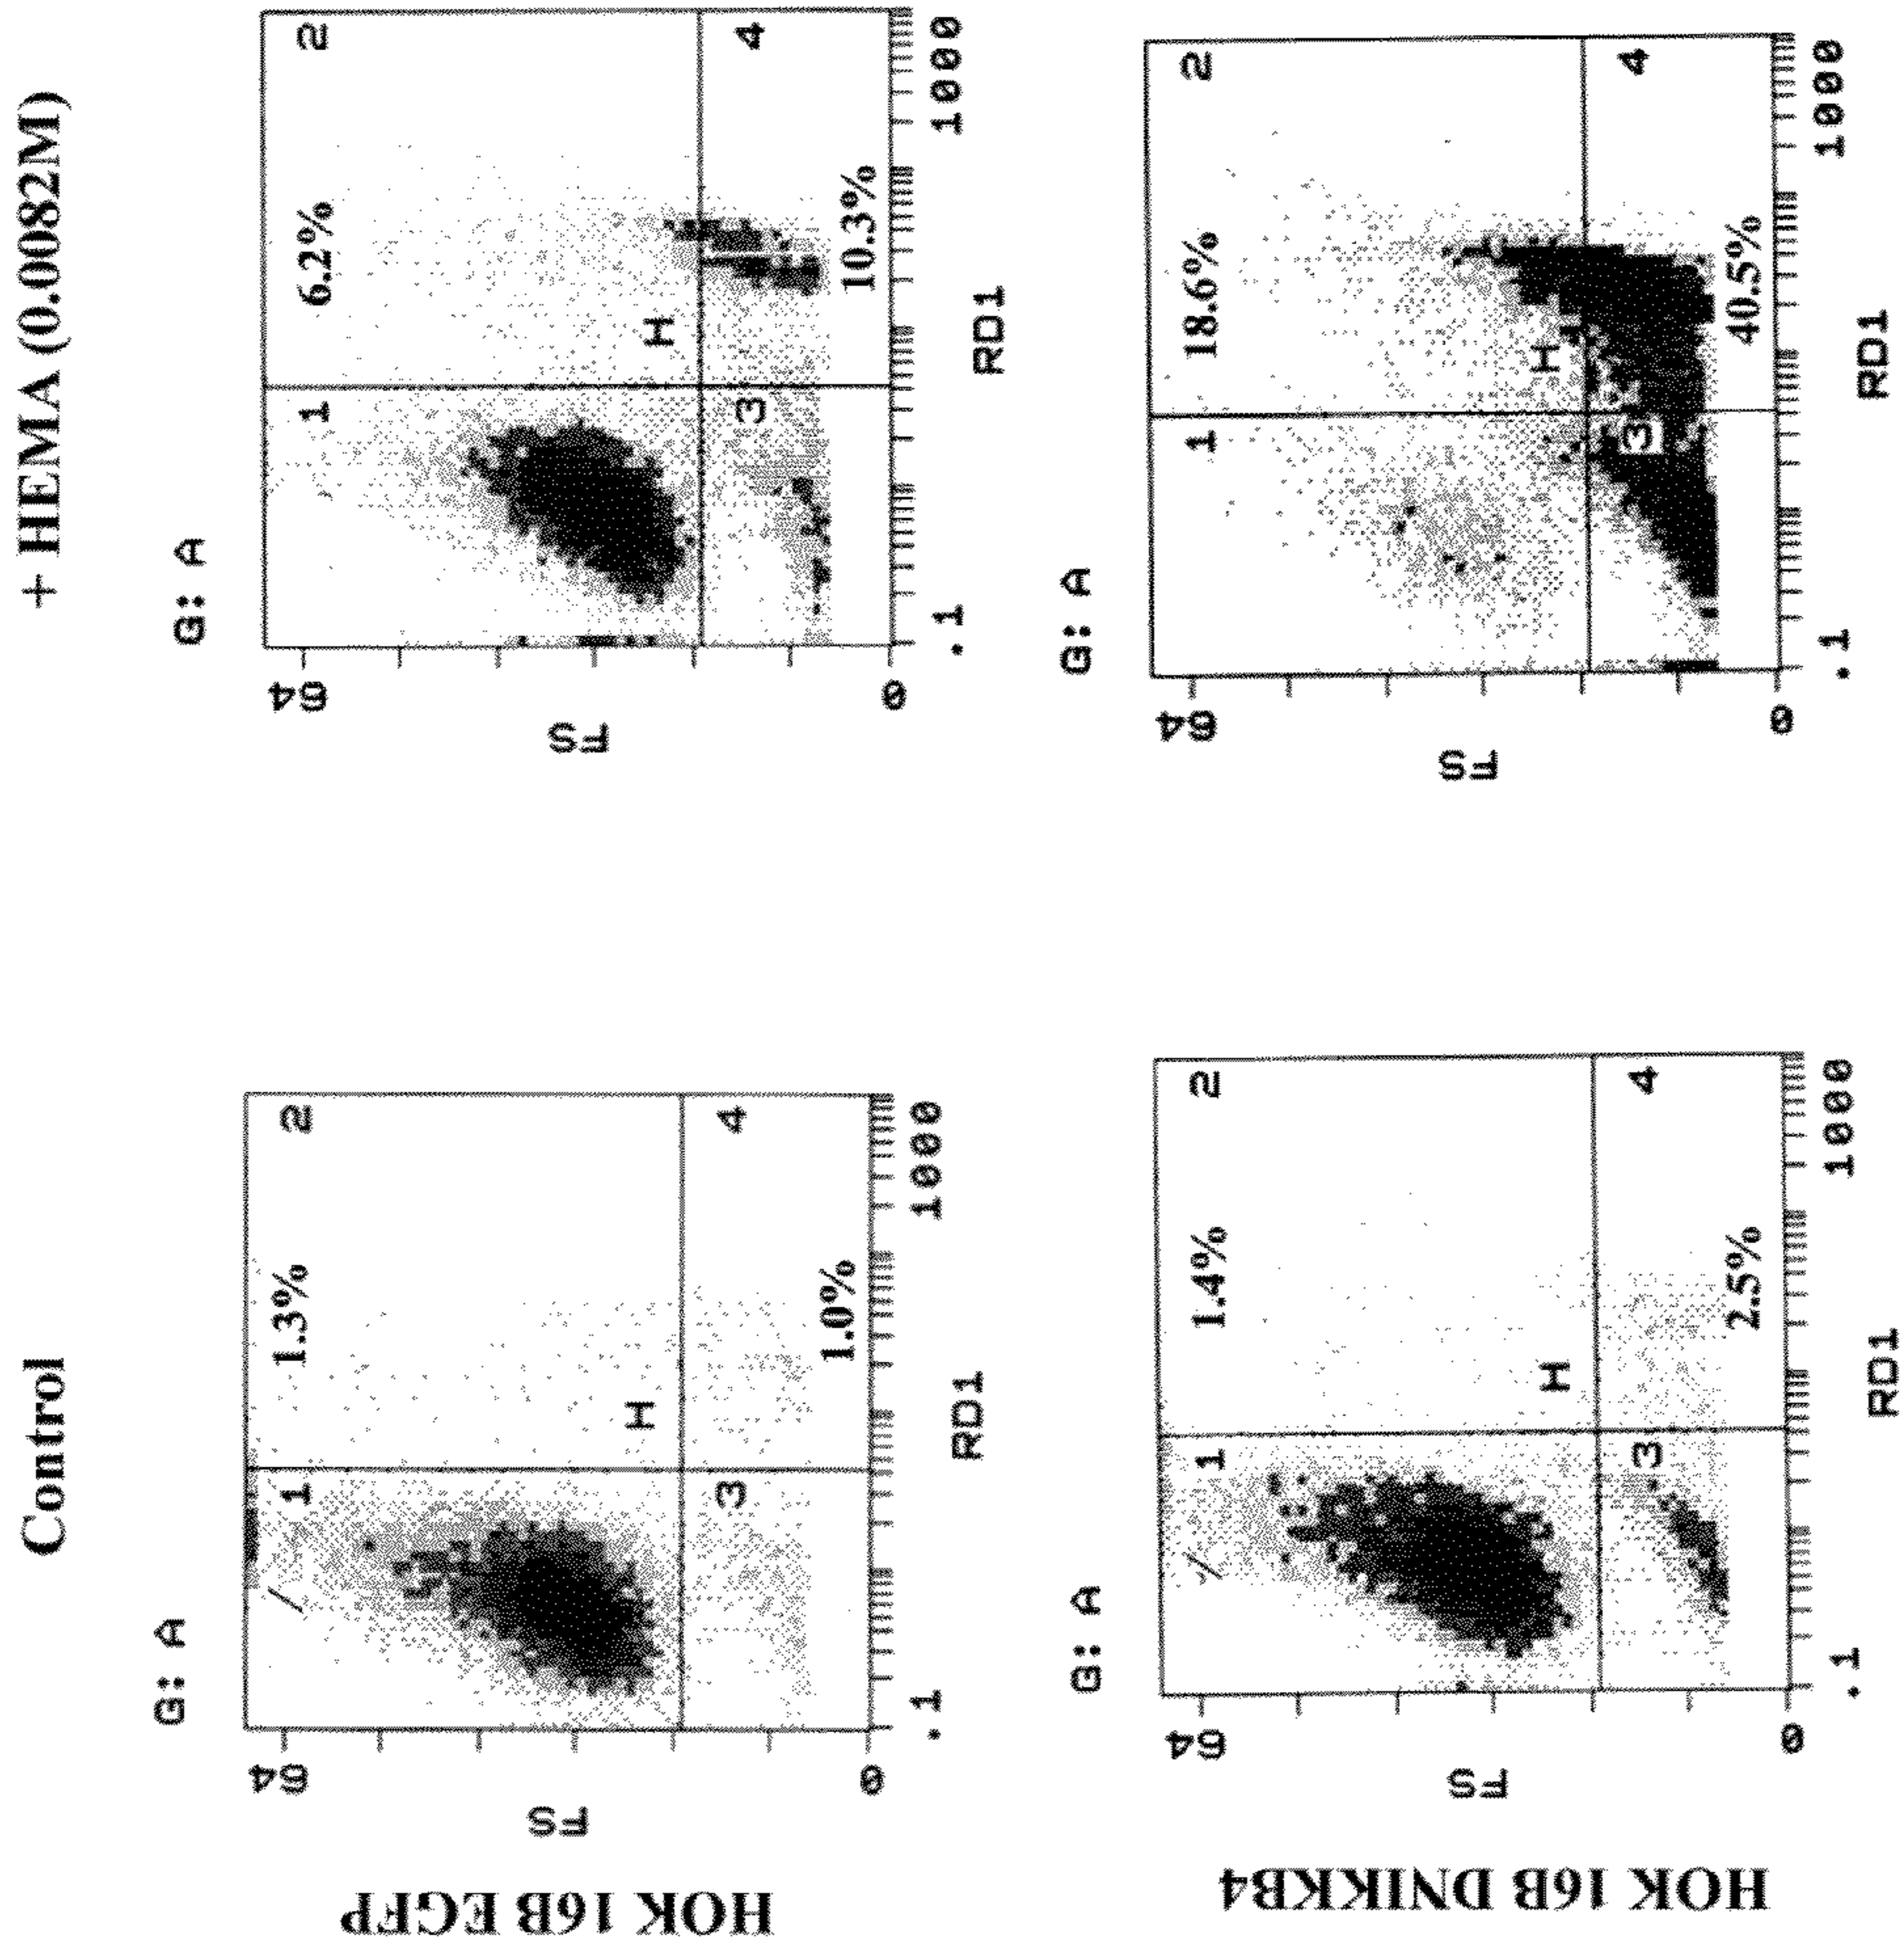 Control
+ HEMA (0.0082M)
HOK 16B EGFP
G: A
64
FS
0
1
2
3
4
H
1.3%
1.0%
.1
1000
RD1
G: A
64
FS
0
1
2
3
4
H
6.2%
10.3%
.1
1000
RD1
HOK 16B DNIKKB4
G: A
64
FS
0
1
2
3
4
H
1.4%
2.5%
.1
1000
RD1
G: A
64
FS
0
1
2
3
4
H
18.6%
40.5%
.1
1000
RD1